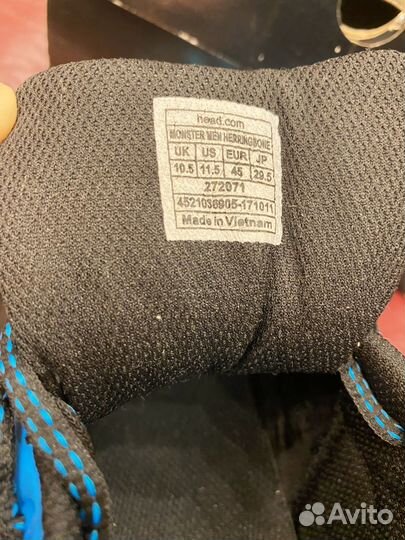 head.com
MONSTER MEN HERRINGBONE
UK US EUR JP
10.5 11.5 45 29.5
272071
4521036905-171011
Made in Vietnam
Avito